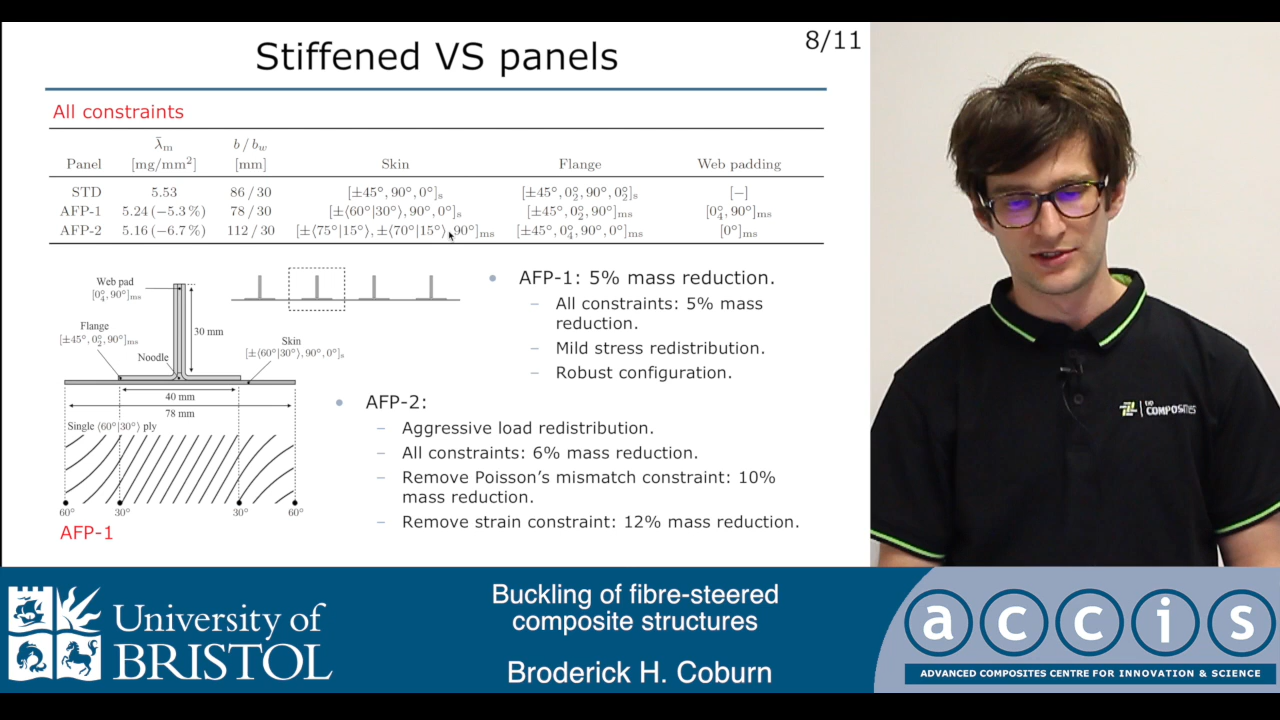 8/11
Stiffened VS panels
All constraints
Panel λ̄m [mg/mm²] b / bw [mm] Skin Flange Web padding
STD 5.53 86 / 30 [±45°, 90°, 0°]s [±45°, 0°₂, 90°, 0°₂]s [−]
AFP-1 5.24 (−5.3 %) 78 / 30 [±⟨60°|30°⟩, 90°, 0°]s [±45°, 0°₂, 90°]ms [0°₄, 90°]ms
AFP-2 5.16 (−6.7 %) 112 / 30 [±⟨75°|15°⟩, ±⟨70°|15°⟩, 90°]ms [±45°, 0°₄, 90°, 0°]ms [0°]ms
Web pad
[0°₄, 90°]ms
30 mm
Flange
[±45°, 0°₂, 90°]ms
Noodle
Skin
[±⟨60°|30°⟩, 90°, 0°]s
40 mm
78 mm
Single ⟨60°|30°⟩ ply
60° 30° 30° 60°
AFP-1
• AFP-1: 5% mass reduction.
– All constraints: 5% mass
reduction.
– Mild stress redistribution.
– Robust configuration.
• AFP-2:
– Aggressive load redistribution.
– All constraints: 6% mass reduction.
– Remove Poisson's mismatch constraint: 10%
mass reduction.
– Remove strain constraint: 12% mass reduction.
COMPOSITES
University of
BRISTOL
Buckling of fibre-steered
composite structures
Broderick H. Coburn
accis
ADVANCED COMPOSITES CENTRE FOR INNOVATION & SCIENCE